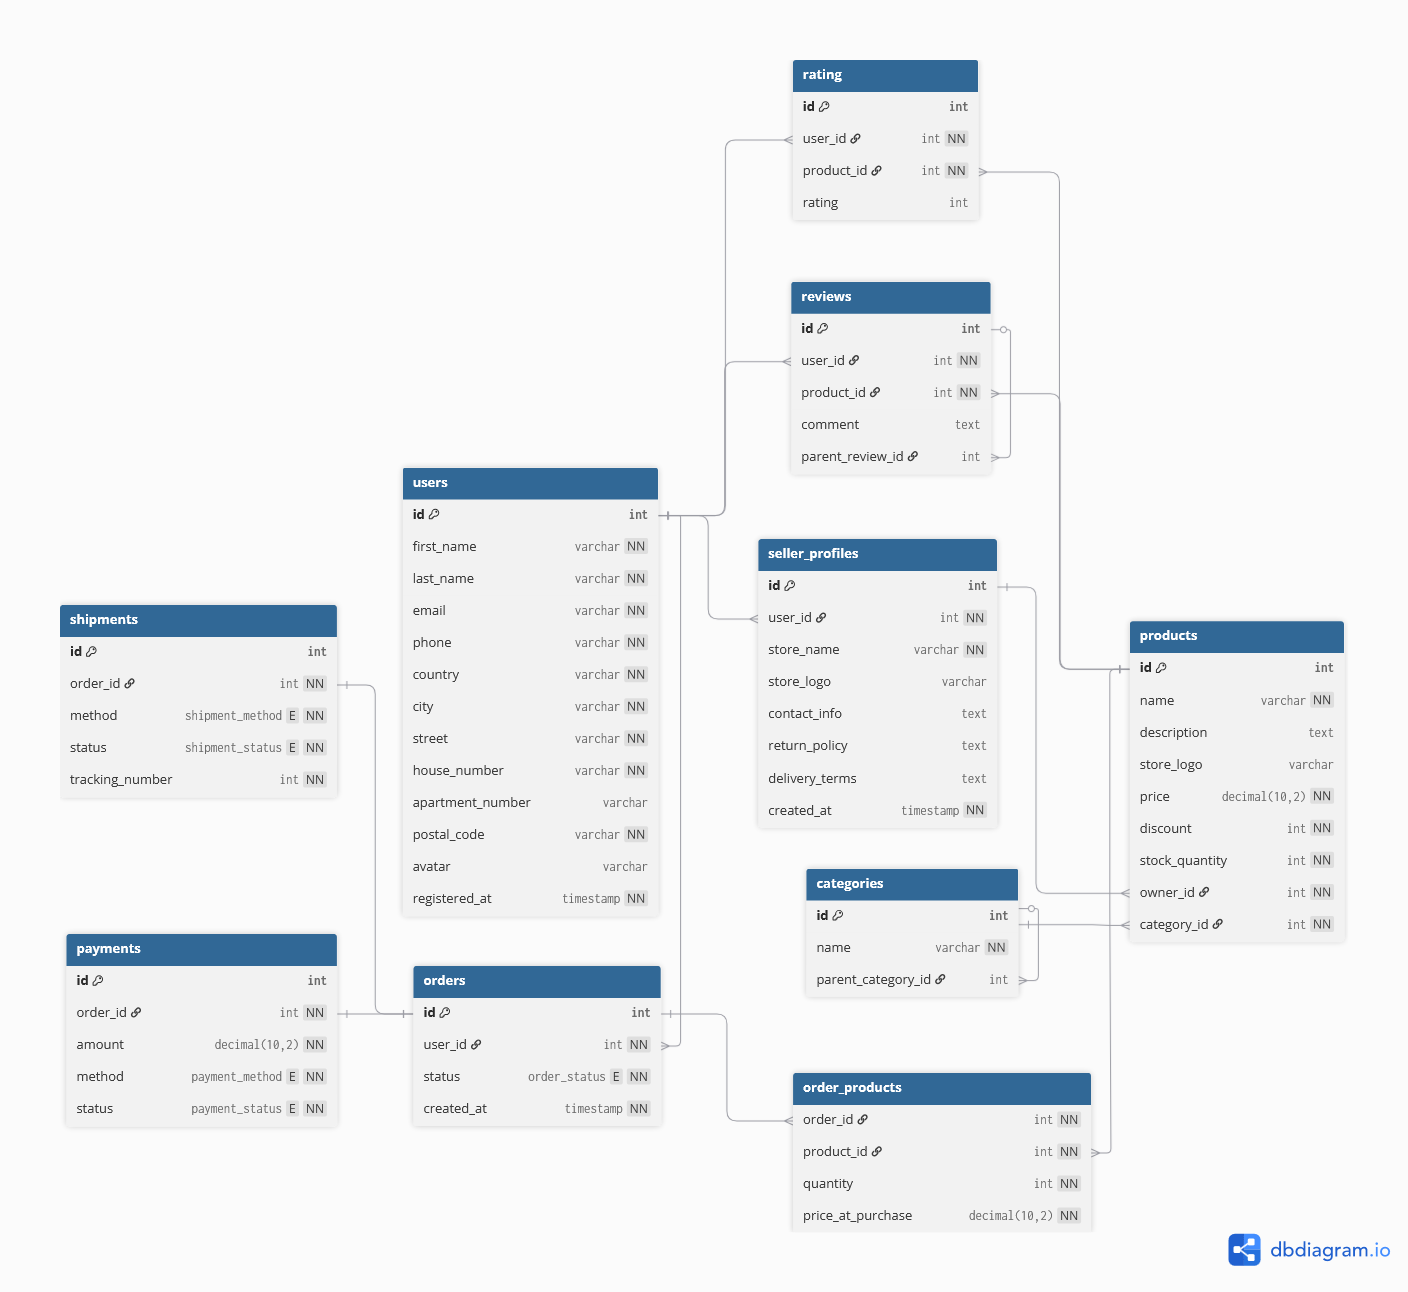 rating
id int
user_id int NN
product_id int NN
rating int
reviews
id int
user_id int NN
product_id int NN
comment text
parent_review_id int
users
id int
first_name varchar NN
last_name varchar NN
email varchar NN
phone varchar NN
country varchar NN
city varchar NN
street varchar NN
house_number varchar NN
apartment_number varchar
postal_code varchar NN
avatar varchar
registered_at timestamp NN
seller_profiles
id int
user_id int NN
store_name varchar NN
store_logo varchar
contact_info text
return_policy text
delivery_terms text
created_at timestamp NN
shipments
id int
order_id int NN
method shipment_method E NN
status shipment_status E NN
tracking_number int NN
products
id int
name varchar NN
description text
store_logo varchar
price decimal(10,2) NN
discount int NN
stock_quantity int NN
owner_id int NN
category_id int NN
categories
id int
name varchar NN
parent_category_id int
payments
id int
order_id int NN
amount decimal(10,2) NN
method payment_method E NN
status payment_status E NN
orders
id int
user_id int NN
status order_status E NN
created_at timestamp NN
order_products
order_id int NN
product_id int NN
quantity int NN
price_at_purchase decimal(10,2) NN
dbdiagram.io